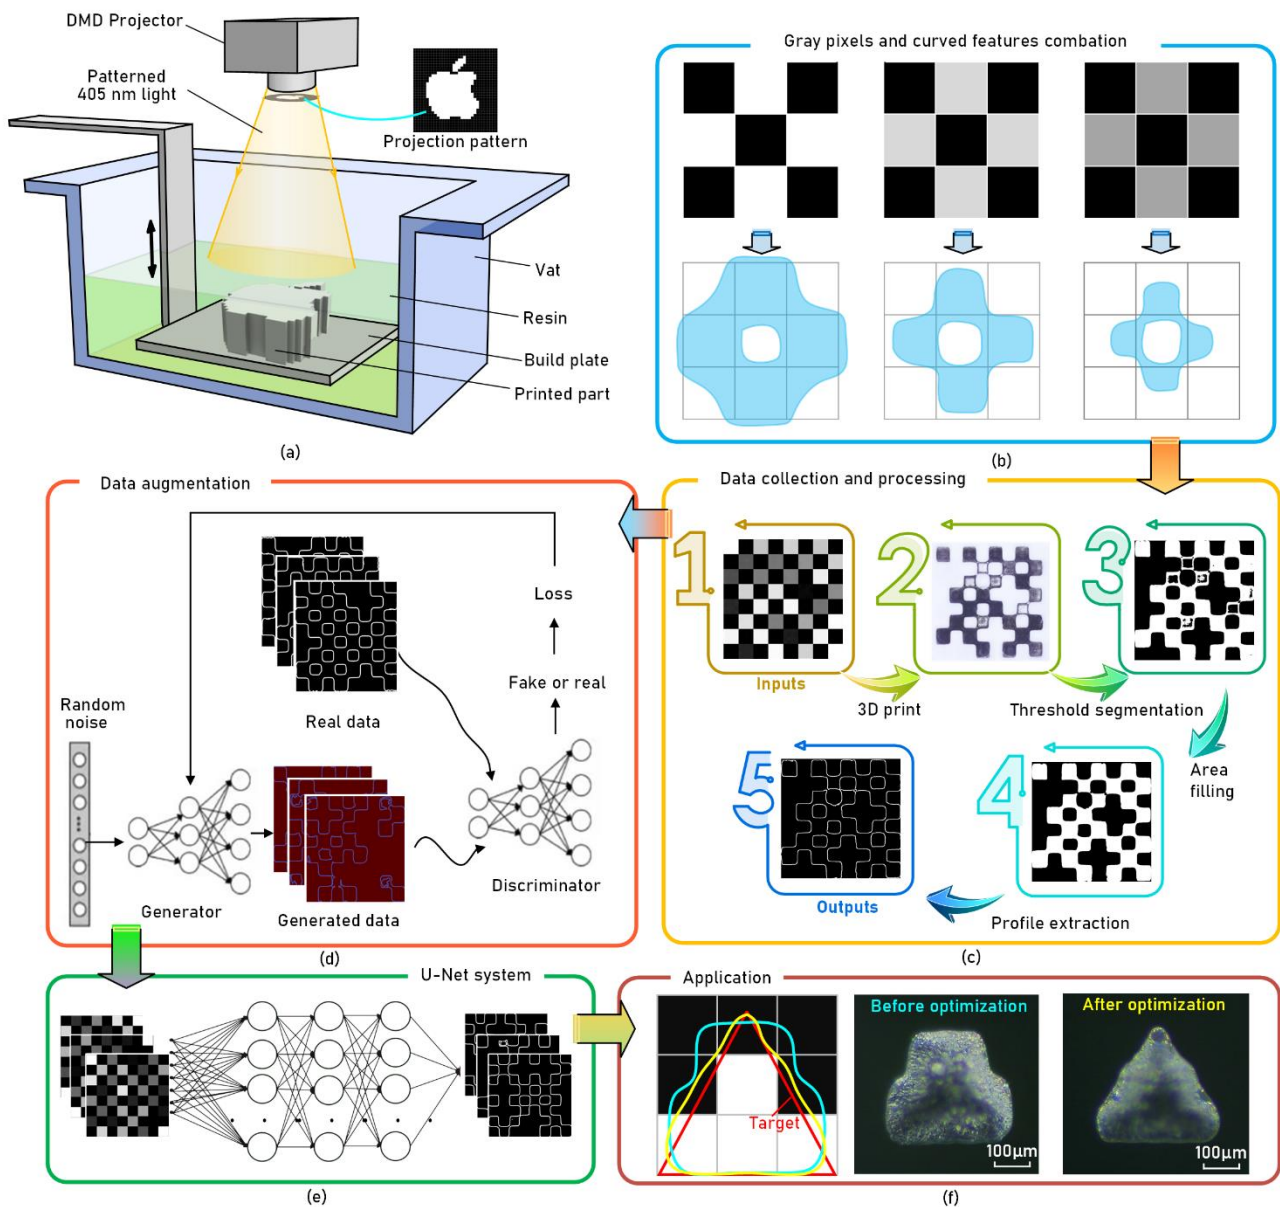 DMD Projector
Patterned
405 nm light
Projection pattern
Vat
Resin
Build plate
Printed part
(a)
Gray pixels and curved features combation
(b)
Data collection and processing
1
Inputs
3D print
2
Threshold segmentation
3
Area
filling
4
Profile extraction
5
Outputs
(c)
Data augmentation
Loss
Fake or real
Real data
Random
noise
Generator
Generated data
Discriminator
(d)
U-Net system
(e)
Application
Target
Before optimization
100μm
After optimization
100μm
(f)